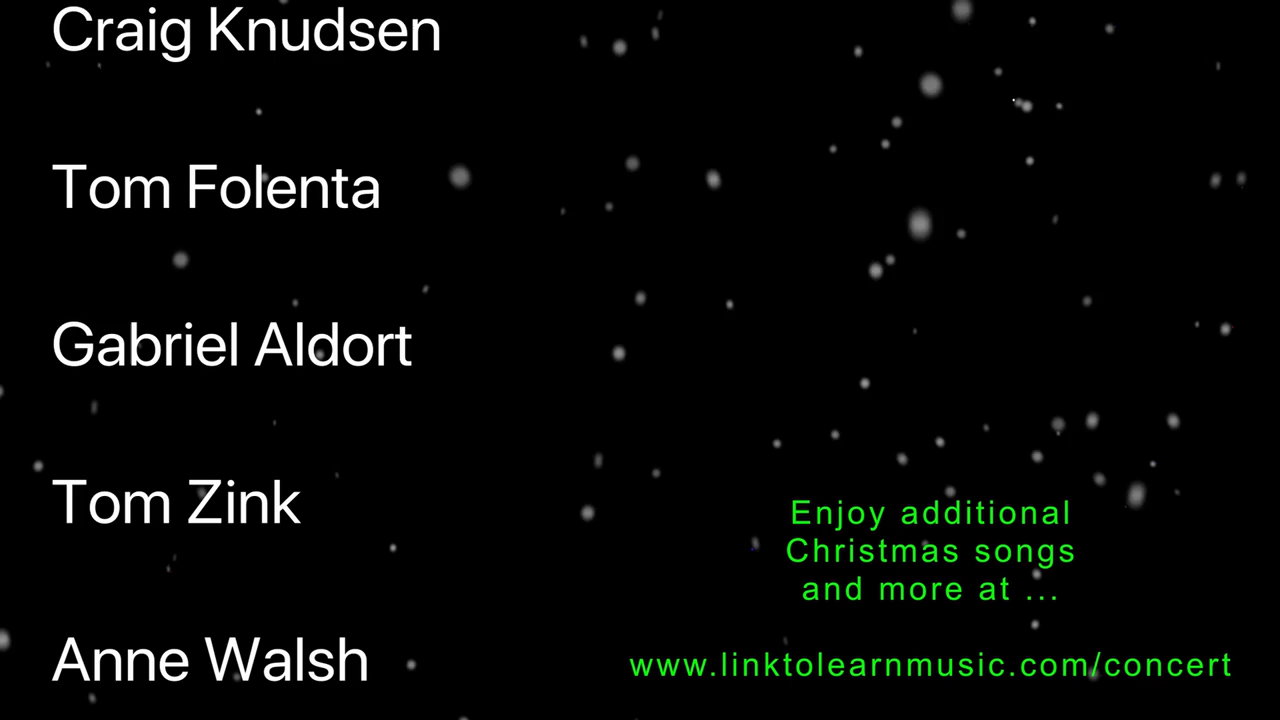 Craig Knudsen
Tom Folenta
Gabriel Aldort
Tom Zink
Anne Walsh
Enjoy additional
Christmas songs
and more at ...
www.linktolearnmusic.com/concert